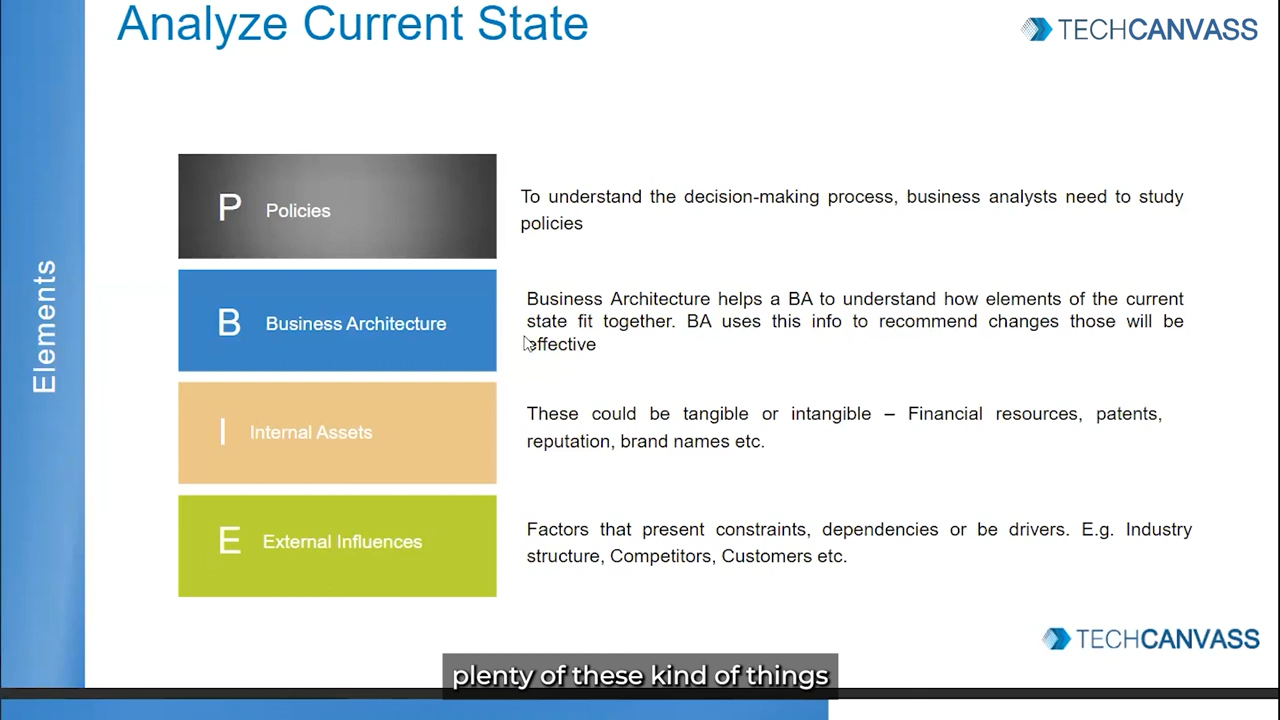 Analyze Current State
TECHCANVASS
Elements
P Policies
To understand the decision-making process, business analysts need to study
policies
B Business Architecture
Business Architecture helps a BA to understand how elements of the current
state fit together. BA uses this info to recommend changes those will be
effective
I Internal Assets
These could be tangible or intangible – Financial resources, patents,
reputation, brand names etc.
E External Influences
Factors that present constraints, dependencies or be drivers. E.g. Industry
structure, Competitors, Customers etc.
TECHCANVASS
plenty of these kind of things